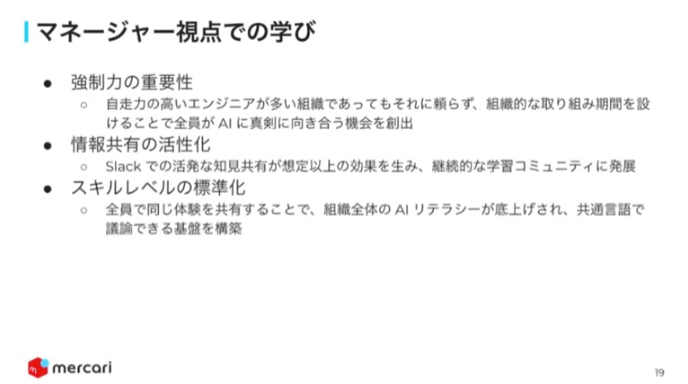 マネージャー視点での学び
● 強制力の重要性
○ 自走力の高いエンジニアが多い組織であってもそれに頼らず、組織的な取り組み期間を設
けることで全員が AI に真剣に向き合う機会を創出
● 情報共有の活性化
○ Slack での活発な知見共有が想定以上の効果を生み、継続的な学習コミュニティに発展
● スキルレベルの標準化
○ 全員で同じ体験を共有することで、組織全体の AI リテラシーが底上げされ、共通言語で
議論できる基盤を構築
mercari
19